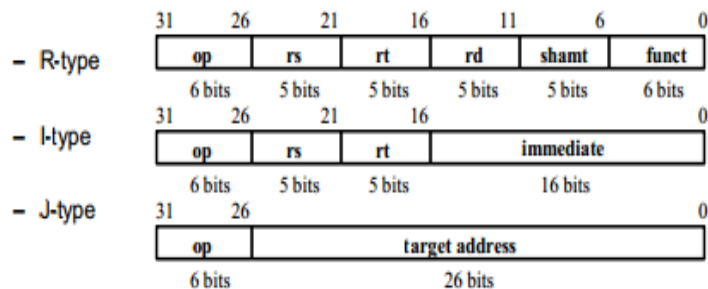 31 26 21 16 11 6 0
– R-type op rs rt rd shamt funct
6 bits 5 bits 5 bits 5 bits 5 bits 6 bits
31 26 21 16 0
– I-type op rs rt immediate
6 bits 5 bits 5 bits 16 bits
– J-type 31 26 0
op target address
6 bits 26 bits